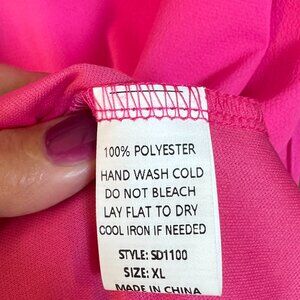 100% POLYESTER
HAND WASH COLD
DO NOT BLEACH
LAY FLAT TO DRY
COOL IRON IF NEEDED
STYLE: SD1100
SIZE: XL
MADE IN CHINA